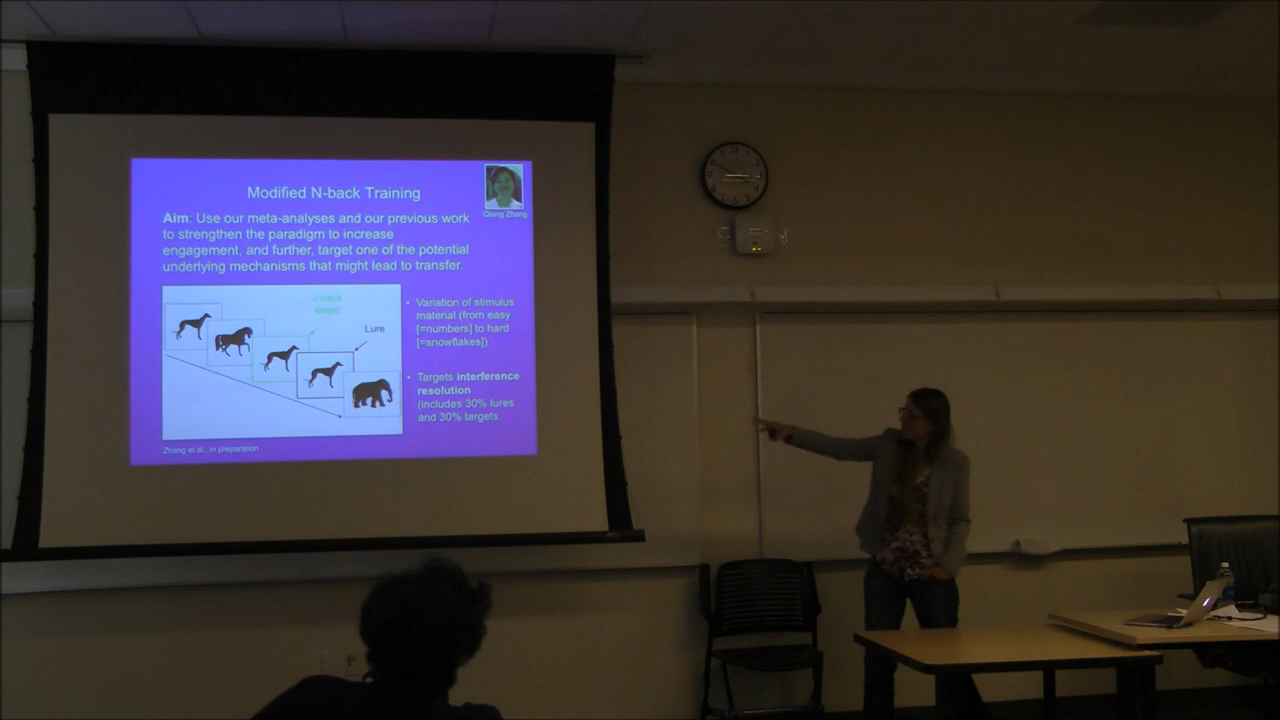 Modified N-back Training
Qiong Zhang
Aim: Use our meta-analyses and our previous work
to strengthen the paradigm to increase
engagement, and further, target one of the potential
underlying mechanisms that might lead to transfer.
2 back
target
Lure
• Variation of stimulus
material (from easy
[=numbers] to hard
[=snowflakes]).
• Targets interference
resolution
(includes 30% lures
and 30% targets.
Zhang et al., in preparation